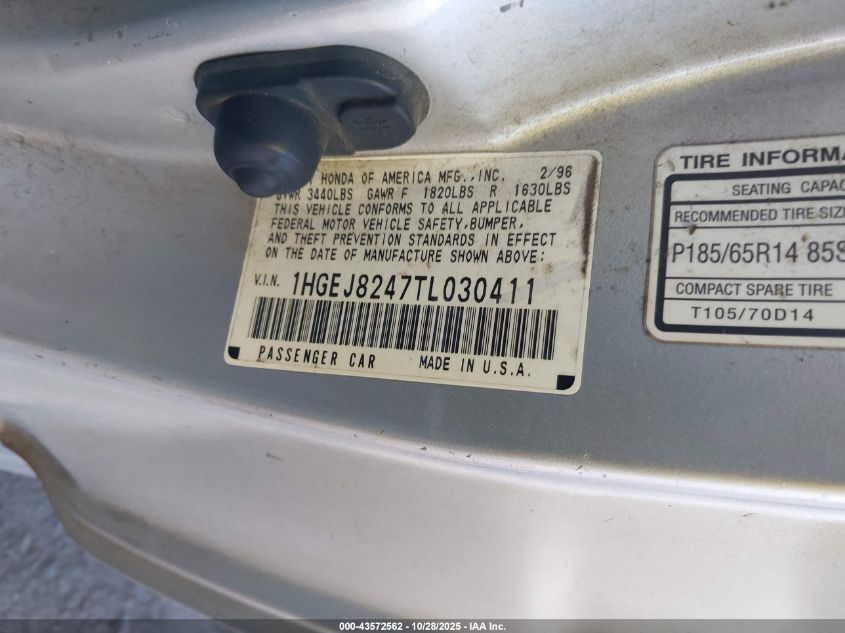 HONDA OF AMERICA MFG., INC. 2/96
GVWR 3440LBS GAWR F 1820LBS R 1630LBS
THIS VEHICLE CONFORMS TO ALL APPLICABLE
FEDERAL MOTOR VEHICLE SAFETY, BUMPER,
AND THEFT PREVENTION STANDARDS IN EFFECT
ON THE DATE OF MANUFACTURE SHOWN ABOVE:
V.I.N. 1HGEJ8247TL030411
PASSENGER CAR MADE IN U.S.A.
TIRE INFORMA
SEATING CAPAC
RECOMMENDED TIRE SIZ
P185/65R14 85S
COMPACT SPARE TIRE
T105/70D14
000-43572562 - 10/28/2025 - IAA Inc.